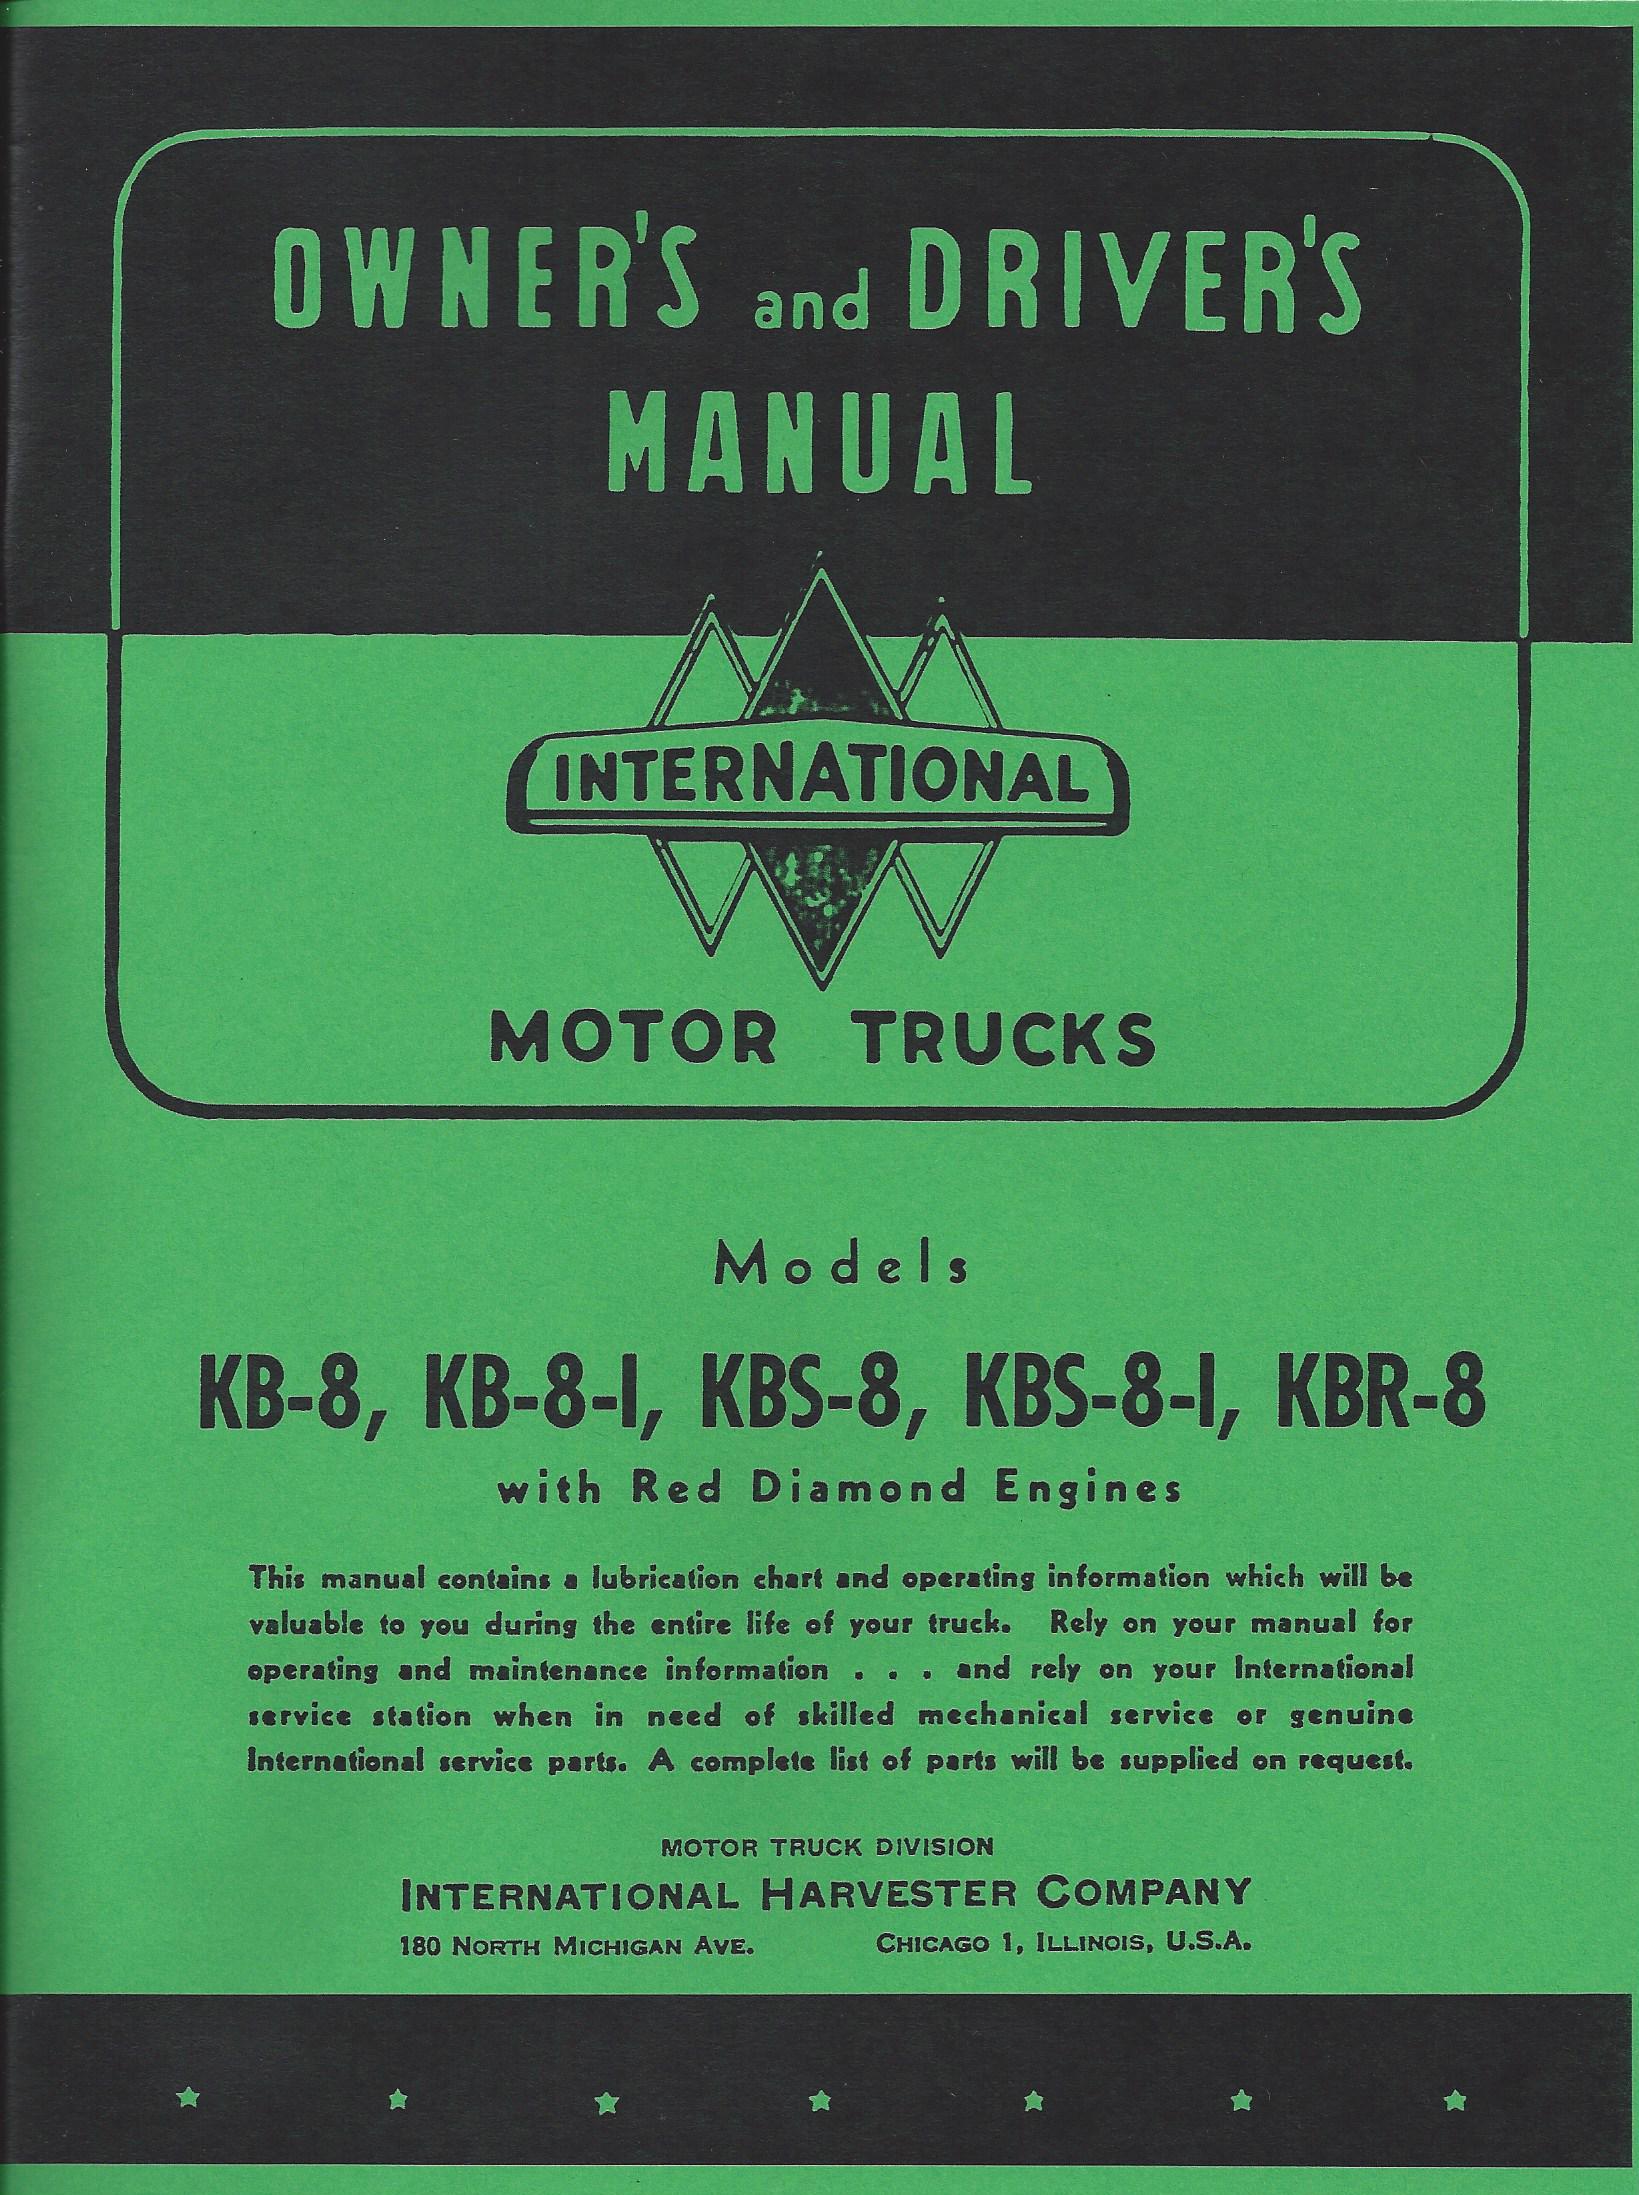 OWNER'S and DRIVER'S
MANUAL
INTERNATIONAL
MOTOR TRUCKS
Models
KB-8, KB-8-I, KBS-8, KBS-8-I, KBR-8
with Red Diamond Engines
This manual contains a lubrication chart and operating information which will be
valuable to you during the entire life of your truck. Rely on your manual for
operating and maintenance information . . . and rely on your International
service station when in need of skilled mechanical service or genuine
International service parts. A complete list of parts will be supplied on request.
MOTOR TRUCK DIVISION
INTERNATIONAL HARVESTER COMPANY
180 NORTH MICHIGAN AVE. CHICAGO 1, ILLINOIS, U.S.A.